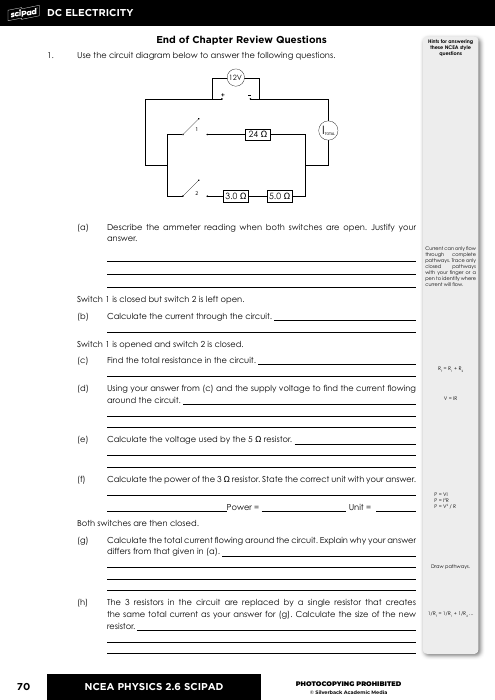 scipad DC ELECTRICITY
End of Chapter Review Questions
1. Use the circuit diagram below to answer the following questions.
12V
+ -
1
24 Ω
I TOTAL
2
3.0 Ω 5.0 Ω
(a) Describe the ammeter reading when both switches are open. Justify your
answer.
Switch 1 is closed but switch 2 is left open.
(b) Calculate the current through the circuit.
Switch 1 is opened and switch 2 is closed.
(c) Find the total resistance in the circuit.
(d) Using your answer from (c) and the supply voltage to find the current flowing
around the circuit.
(e) Calculate the voltage used by the 5 Ω resistor.
(f) Calculate the power of the 3 Ω resistor. State the correct unit with your answer.
Power = Unit =
Both switches are then closed.
(g) Calculate the total current flowing around the circuit. Explain why your answer
differs from that given in (a).
(h) The 3 resistors in the circuit are replaced by a single resistor that creates
the same total current as your answer for (g). Calculate the size of the new
resistor.
Hints for answering
these NCEA style
questions
Current can only flow
through complete
pathways. Trace only
closed pathways
with your finger or a
pen to identify where
current will flow.
V = IR
P = VI
P = I²R
P = V² / R
Draw pathways.
70 NCEA PHYSICS 2.6 SCIPAD PHOTOCOPYING PROHIBITED
© Silverback Academic Media